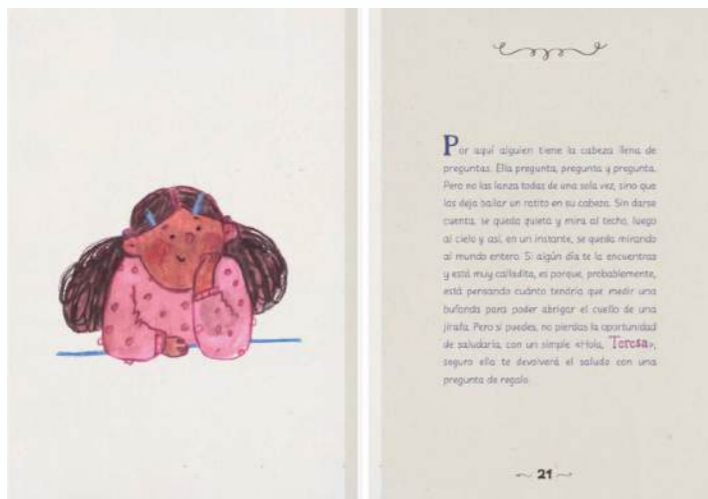 Por aquí alguien tiene la cabeza llena de
preguntas. Ella pregunta, pregunta y pregunta.
Pero no las lanza todas de una sola vez, sino que
las deja bailar un ratito en su cabeza. Sin darse
cuenta, se queda quieta y mira al techo, luego
al cielo y así, en un instante, se queda mirando
al mundo entero. Si algún día te la encuentras
y está muy calladita, es porque, probablemente,
está pensando cuánto tendría que medir una
bufanda para poder abrigar el cuello de una
jirafa. Pero si puedes, no pierdas la oportunidad
de saludarla, con un simple «Hola, Teresa»,
seguro ella te devolverá el saludo con una
pregunta de regalo.
21